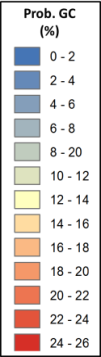 Prob. GC
(%)
0 - 2
2 - 4
4 - 6
6 - 8
8 - 20
10 - 12
12 - 14
14 - 16
16 - 18
18 - 20
20 - 22
22 - 24
24 - 26